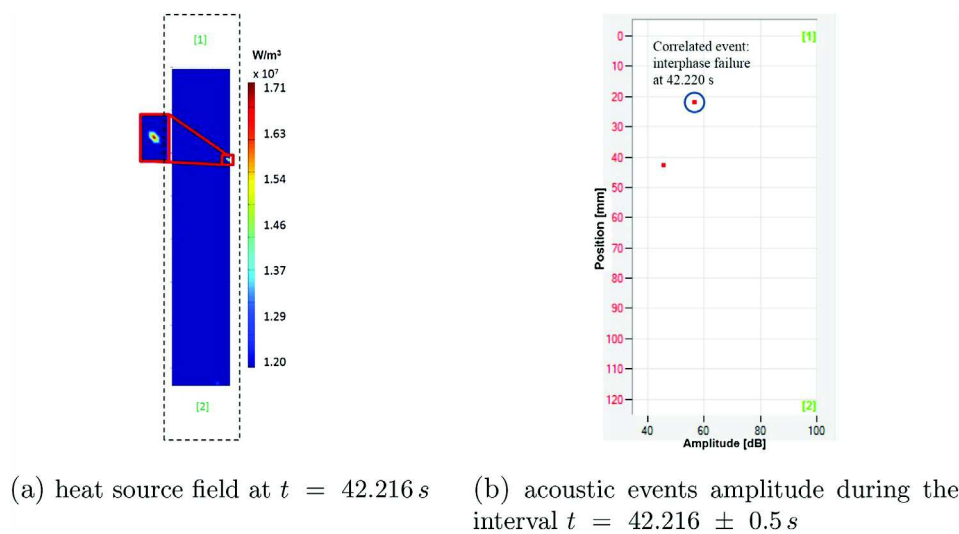 [1]
W/m³
x 10⁷
1.71
1.63
1.54
1.46
1.37
1.29
1.20
[2]
(a) heat source field at t = 42.216 s
0
10
20
30
40
50
60
70
80
90
100
110
120
Position [mm]
[1]
Correlated event:
interphase failure
at 42.220 s
[2]
40 60 80 100
Amplitude [dB]
(b) acoustic events amplitude during the
interval t = 42.216 ± 0.5 s